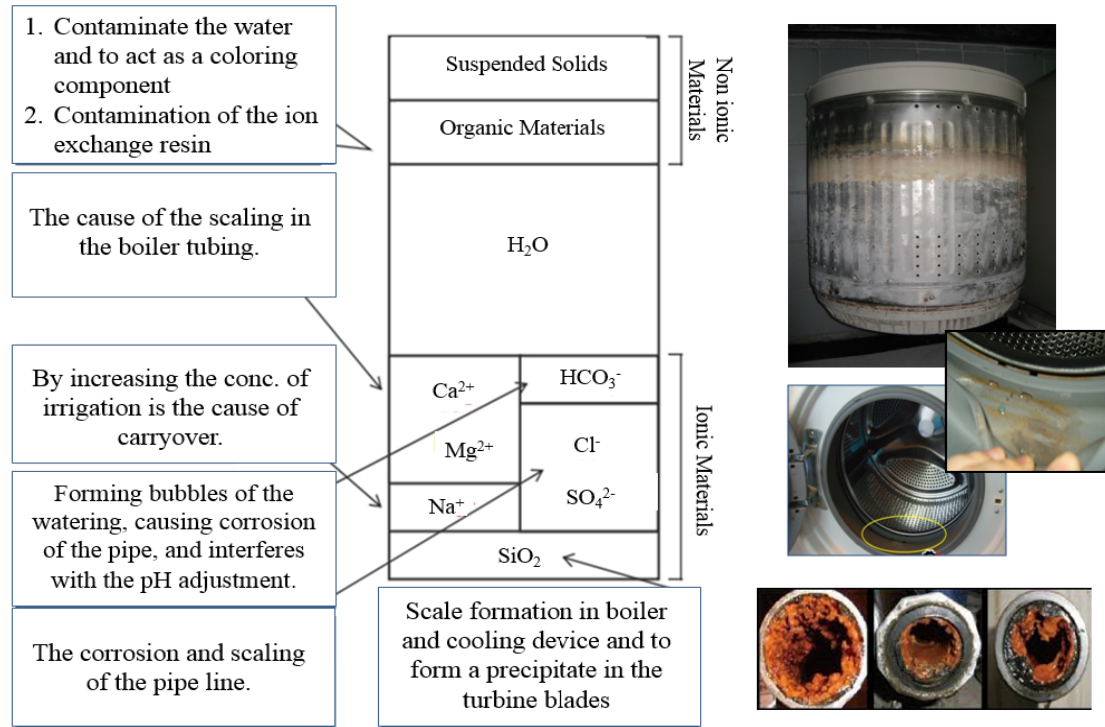 1. Contaminate the water
and to act as a coloring
component
2. Contamination of the ion
exchange resin
The cause of the scaling in
the boiler tubing.
By increasing the conc. of
irrigation is the cause of
carryover.
Forming bubbles of the
watering, causing corrosion
of the pipe, and interferes
with the pH adjustment.
The corrosion and scaling
of the pipe line.
Suspended Solids
Organic Materials
H₂O
Ca²⁺
HCO₃⁻
Mg²⁺
Cl⁻
Na⁺
SO₄²⁻
SiO₂
Non ionic
Materials
Ionic Materials
Scale formation in boiler
and cooling device and to
form a precipitate in the
turbine blades